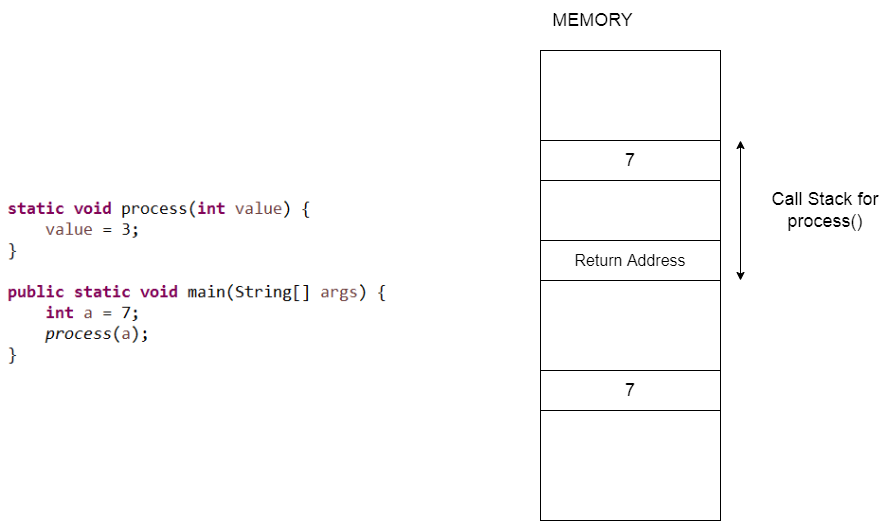 MEMORY
7
static void process(int value) {
    value = 3;
}
public static void main(String[] args) {
    int a = 7;
    process(a);
}
Call Stack for
process()
Return Address
7